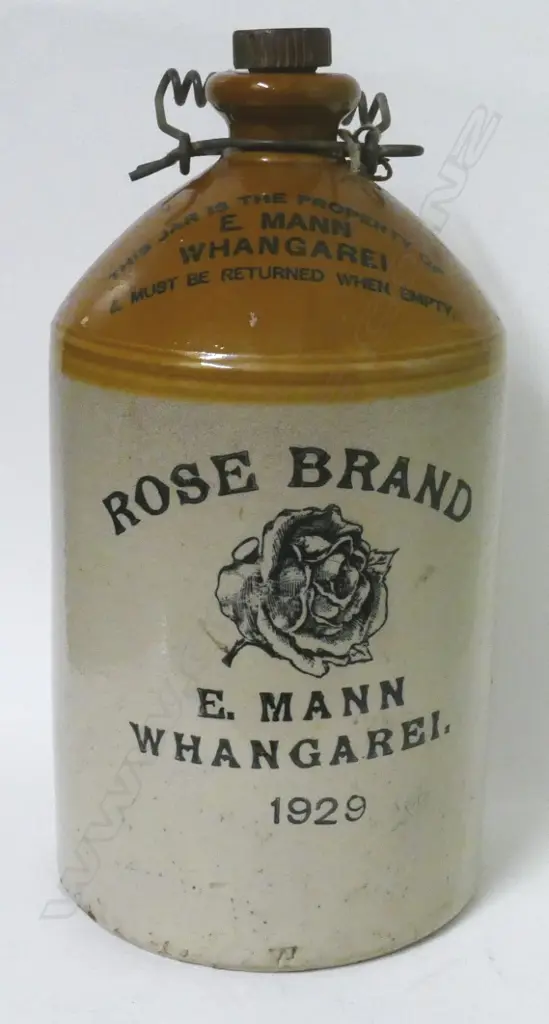 THIS JAR IS THE PROPERTY OF
E. MANN
WHANGAREI
& MUST BE RETURNED WHEN EMPTY.
ROSE BRAND
E. MANN
WHANGAREI.
1929